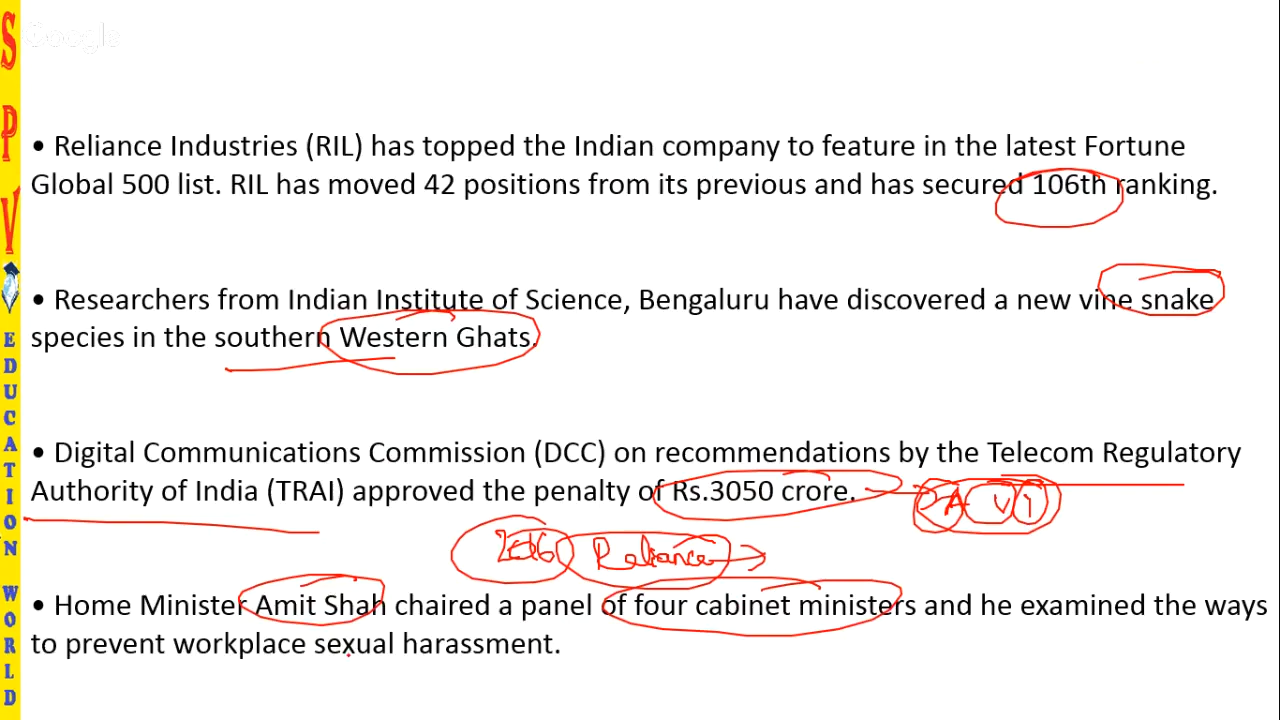 Google
• Reliance Industries (RIL) has topped the Indian company to feature in the latest Fortune
Global 500 list. RIL has moved 42 positions from its previous and has secured 106th ranking.
• Researchers from Indian Institute of Science, Bengaluru have discovered a new vine snake
species in the southern Western Ghats.
• Digital Communications Commission (DCC) on recommendations by the Telecom Regulatory
Authority of India (TRAI) approved the penalty of Rs.3050 crore.
A V I
2016 Reliance
• Home Minister Amit Shah chaired a panel of four cabinet ministers and he examined the ways
to prevent workplace sexual harassment.
SPV EDUCATION WORLD